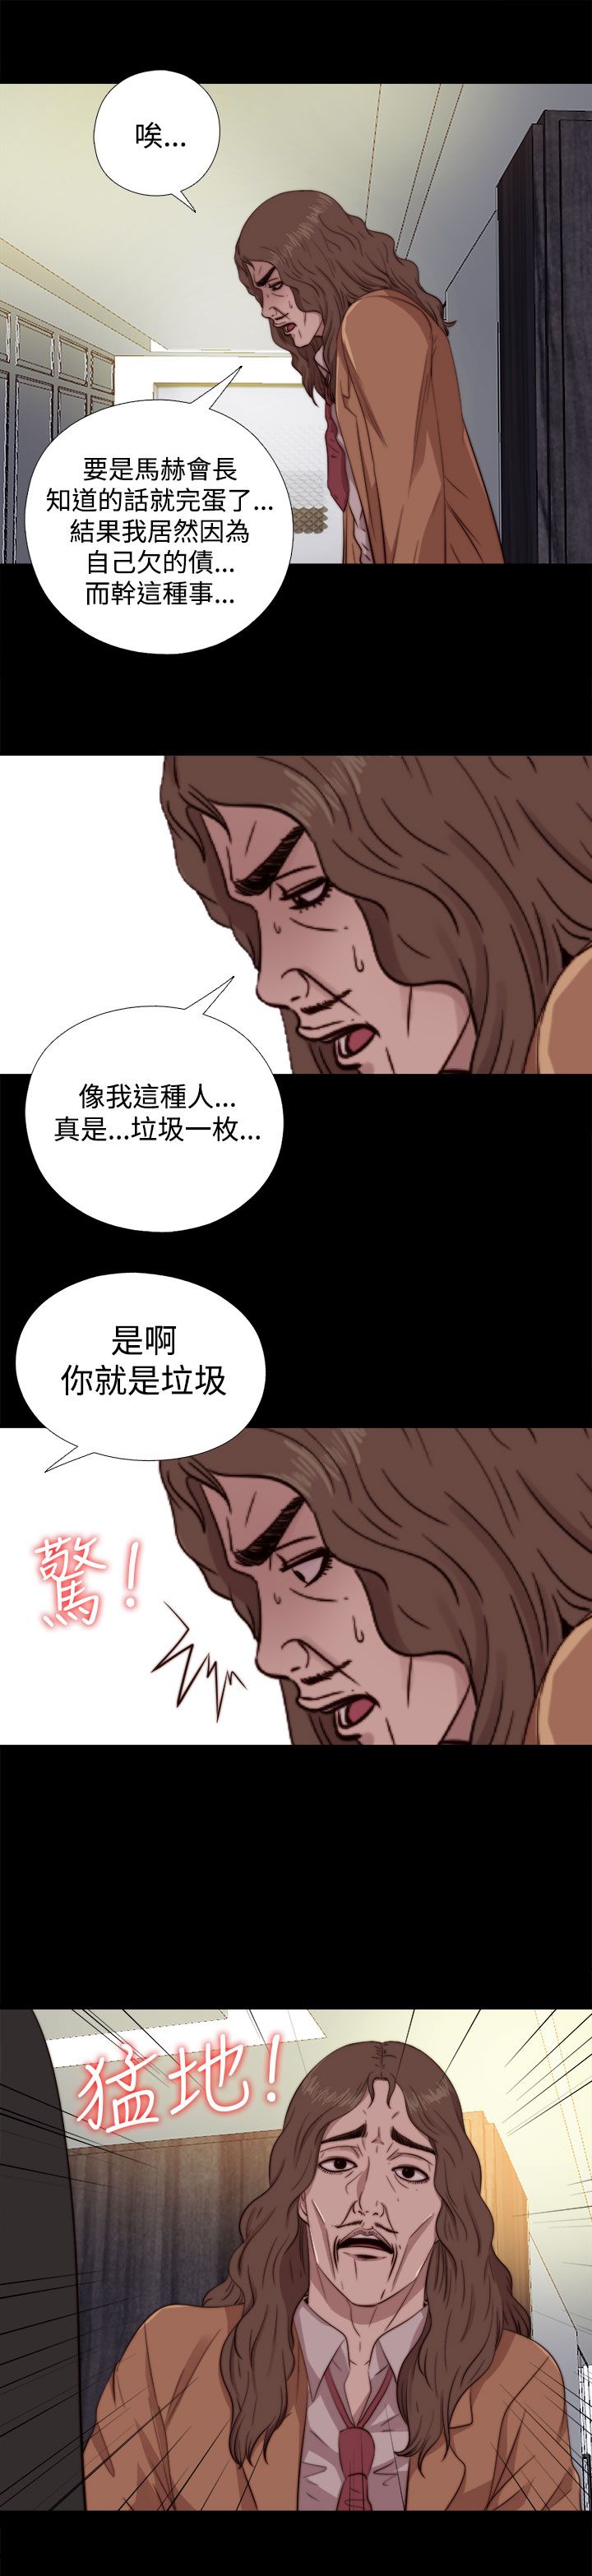 唉...
要是馬赫會長
知道的話就完蛋了...
結果我居然因為
自己欠的債...
而幹這種事...
像我這種人...
真是...垃圾一枚...
是啊
你就是垃圾
驚！
猛地！